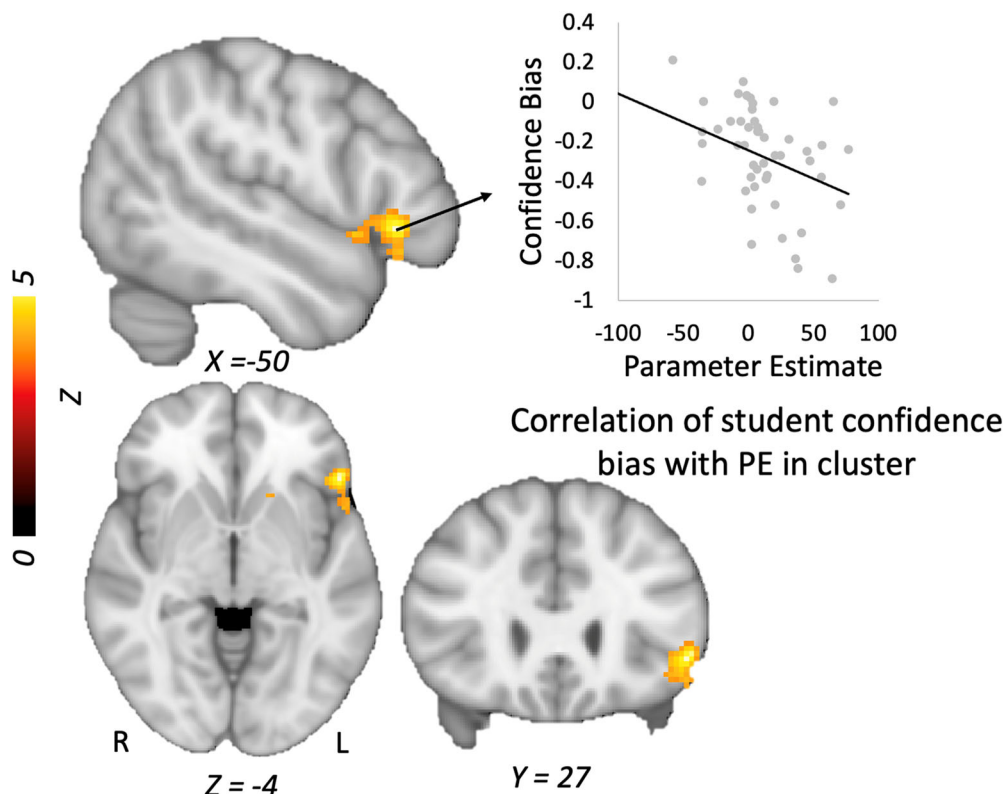 0.4
0.2
0
-0.2
-0.4
-0.6
-0.8
-1
Confidence Bias
-100 -50 0 50 100
Parameter Estimate
X =-50
5
Z
0
Correlation of student confidence
bias with PE in cluster
R L
Z = -4
Y = 27